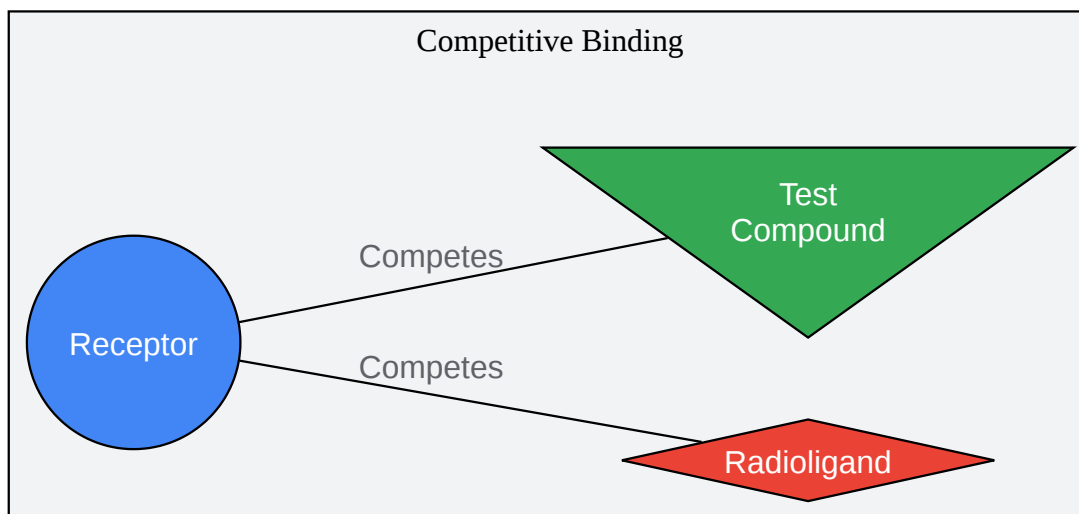 Competitive Binding
Test
Compound
Competes
Receptor
Competes
Radioligand